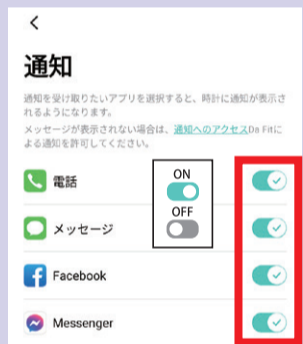 通知
通知を受け取りたいアプリを選択すると、時計に通知が表示さ
れるようになります。
メッセージが表示されない場合は、通知へのアクセスDa Fitに
よる通知を許可してください。
電話
ON
OFF
メッセージ
Facebook
Messenger